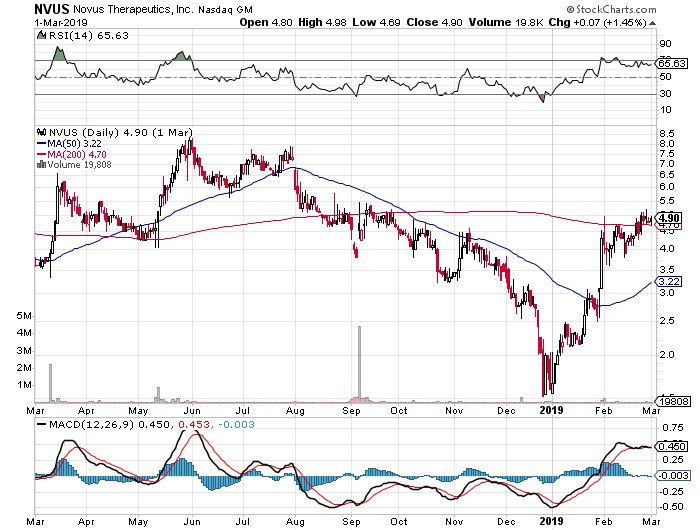 NVUS Novus Therapeutics, Inc. Nasdaq GM © StockCharts.com
1-Mar-2019 Open 4.80 High 4.98 Low 4.69 Close 4.90 Volume 19.8K Chg +0.07 (+1.45%)
RSI(14) 65.63
90
70
65.63
50
30
10
NVUS (Daily) 4.90 (1 Mar)
MA(50) 3.22
MA(200) 4.70
Volume 19,808
8.5
8.0
7.5
7.0
6.5
6.0
5.5
5.0
4.90
4.70
4.0
3.5
3.22
3.0
2.5
2.0
1.5
5M
4M
3M
2M
1M
19808
Mar Apr May Jun Jul Aug Sep Oct Nov Dec 2019 Feb Mar
MACD(12,26,9) 0.450, 0.453, -0.003
0.75
0.450
0.25
-0.003
-0.25
-0.50
Mar Apr May Jun Jul Aug Sep Oct Nov Dec 2019 Feb Mar